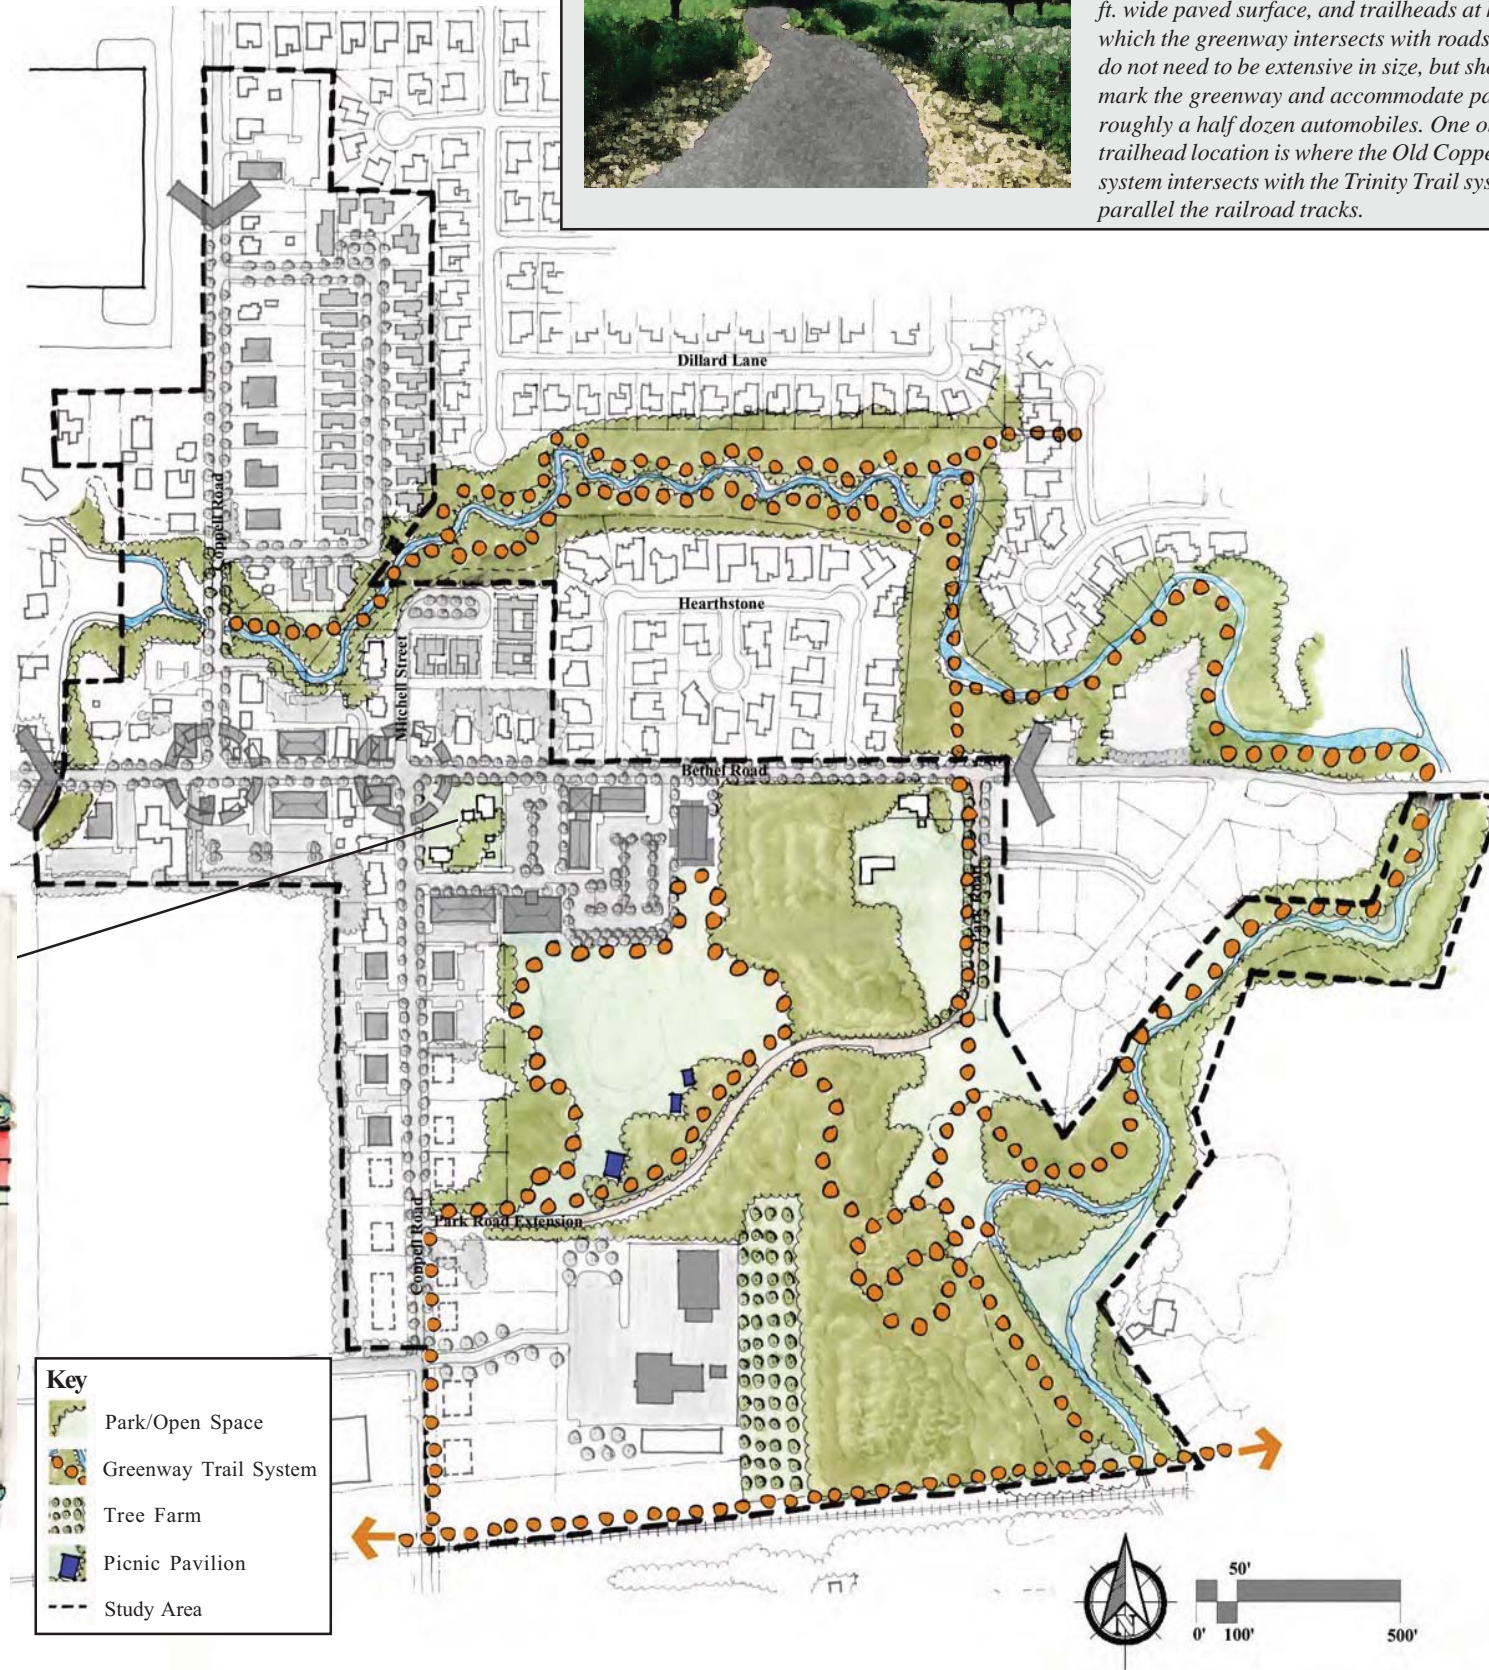 ft. wide paved surface, and trailheads at
which the greenway intersects with roads
do not need to be extensive in size, but
mark the greenway and accommodate
roughly a half dozen automobiles. One
trailhead location is where the Old
system intersects with the Trinity Trail
parallel the railroad tracks.
Dillard Lane
Coppell Road
Hearthstone
Mitchell Street
Bethel Road
Park Road
Coppell Road
Park Road Extension
Key
Park/Open Space
Greenway Trail System
Tree Farm
Picnic Pavilion
Study Area
N
50'
0' 100' 500'